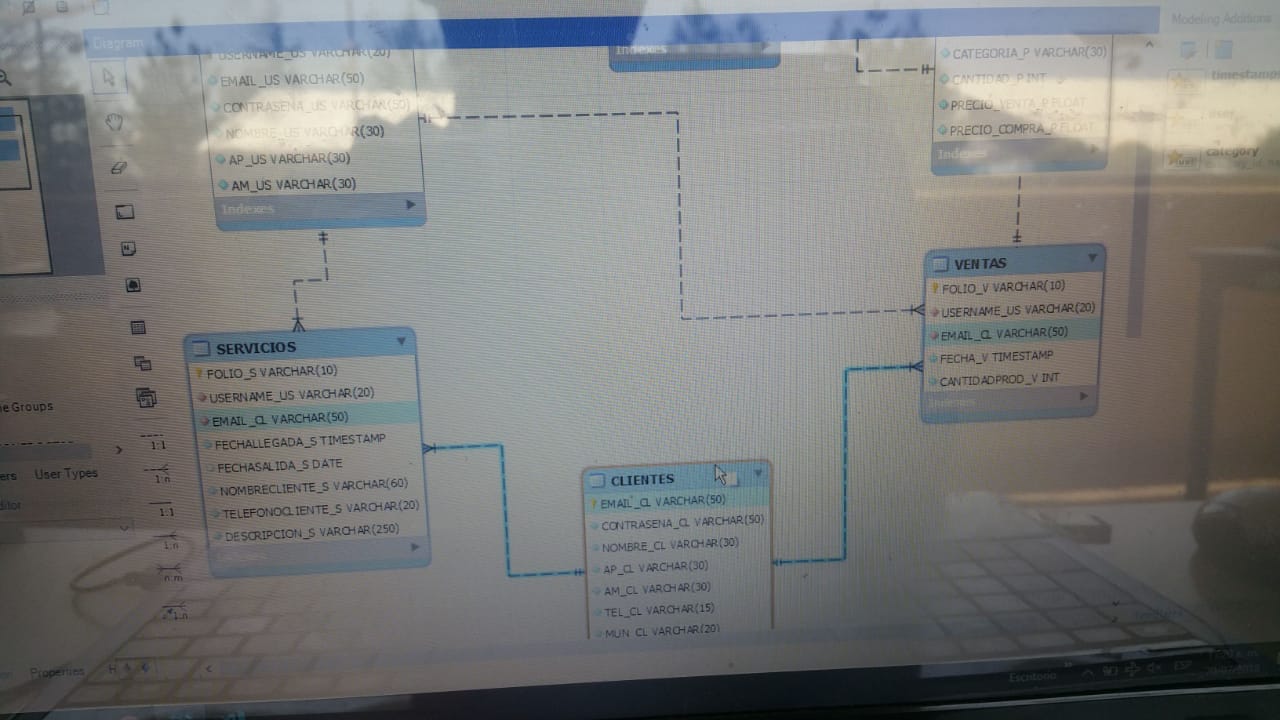 Modeling Additions
Diagram
USERNAME_US VARCHAR(20)
EMAIL_US VARCHAR(50)
CONTRASENA_US VARCHAR(50)
NOMBRE_US VARCHAR(30)
AP_US VARCHAR(30)
AM_US VARCHAR(30)
Indexes
Indexes
CATEGORIA_P VARCHAR(30)
CANTIDAD_P INT
PRECIO_VENTA_P FLOAT
PRECIO_COMPRA_P FLOAT
Indexes
timestamps
user
category
VENTAS
FOLIO_V VARCHAR(10)
USERNAME_US VARCHAR(20)
EMAIL_CL VARCHAR(50)
FECHA_V TIMESTAMP
CANTIDADPROD_V INT
Indexes
SERVICIOS
FOLIO_S VARCHAR(10)
USERNAME_US VARCHAR(20)
EMAIL_CL VARCHAR(50)
FECHALLEGADA_S TIMESTAMP
FECHASALIDA_S DATE
NOMBRECLIENTE_S VARCHAR(60)
TELEFONOCLIENTE_S VARCHAR(20)
DESCRIPCION_S VARCHAR(250)
CLIENTES
EMAIL_CL VARCHAR(50)
CONTRASENA_CL VARCHAR(50)
NOMBRE_CL VARCHAR(30)
AP_CL VARCHAR(30)
AM_CL VARCHAR(30)
TEL_CL VARCHAR(15)
MUN_CL VARCHAR(20)
1:1
1:n
1:1
1:n
n:m
1:n
Groups
User Types
Properties
H
Escritorio
ESP